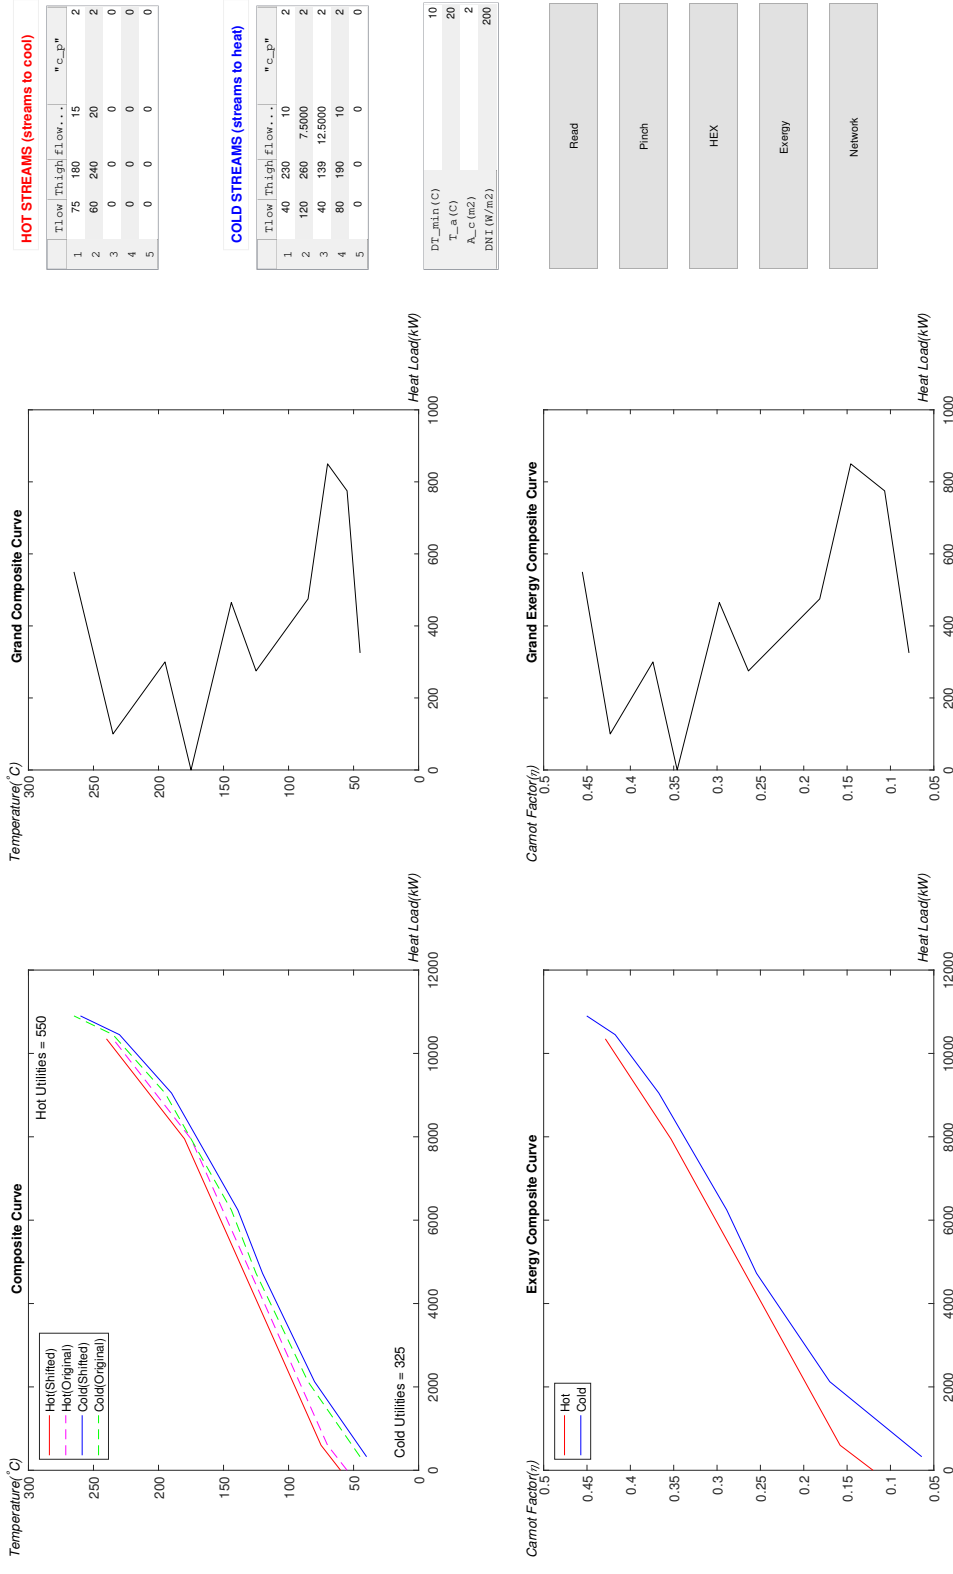 Temperature(°C)
Composite Curve
300
250
200
150
100
50
0
2000
4000
6000
8000
10000
12000
Heat Load(kW)
Hot(Shifted)
Hot(Original)
Cold(Shifted)
Cold(Original)
Hot Utilities = 550
Cold Utilities = 325
Temperature(°C)
Grand Composite Curve
300
250
200
150
100
50
0
0
200
400
600
800
1000
Heat Load(kW)
HOT STREAMS (streams to cool)
Tlow Thigh flow... "c_p"
1 75 180 15 2
2 60 240 20 2
3 0 0 0 0
4 0 0 0 0
5 0 0 0 0
COLD STREAMS (streams to heat)
Tlow Thigh flow... "c_p"
1 40 230 10 2
2 120 260 7.5000 2
3 40 139 12.5000 2
4 80 190 10 2
5 0 0 0 0
DT_min(C) 10
T_a(C) 20
A_c(m2) 2
DNI(W/m2) 200
Carnot Factor(η)
Exergy Composite Curve
0.5
0.45
0.4
0.35
0.3
0.25
0.2
0.15
0.1
0.05
0
2000
4000
6000
8000
10000
12000
Heat Load(kW)
Hot
Cold
Carnot Factor(η)
Grand Exergy Composite Curve
0.5
0.45
0.4
0.35
0.3
0.25
0.2
0.15
0.1
0.05
0
200
400
600
800
1000
Heat Load(kW)
Read
Pinch
HEX
Exergy
Network